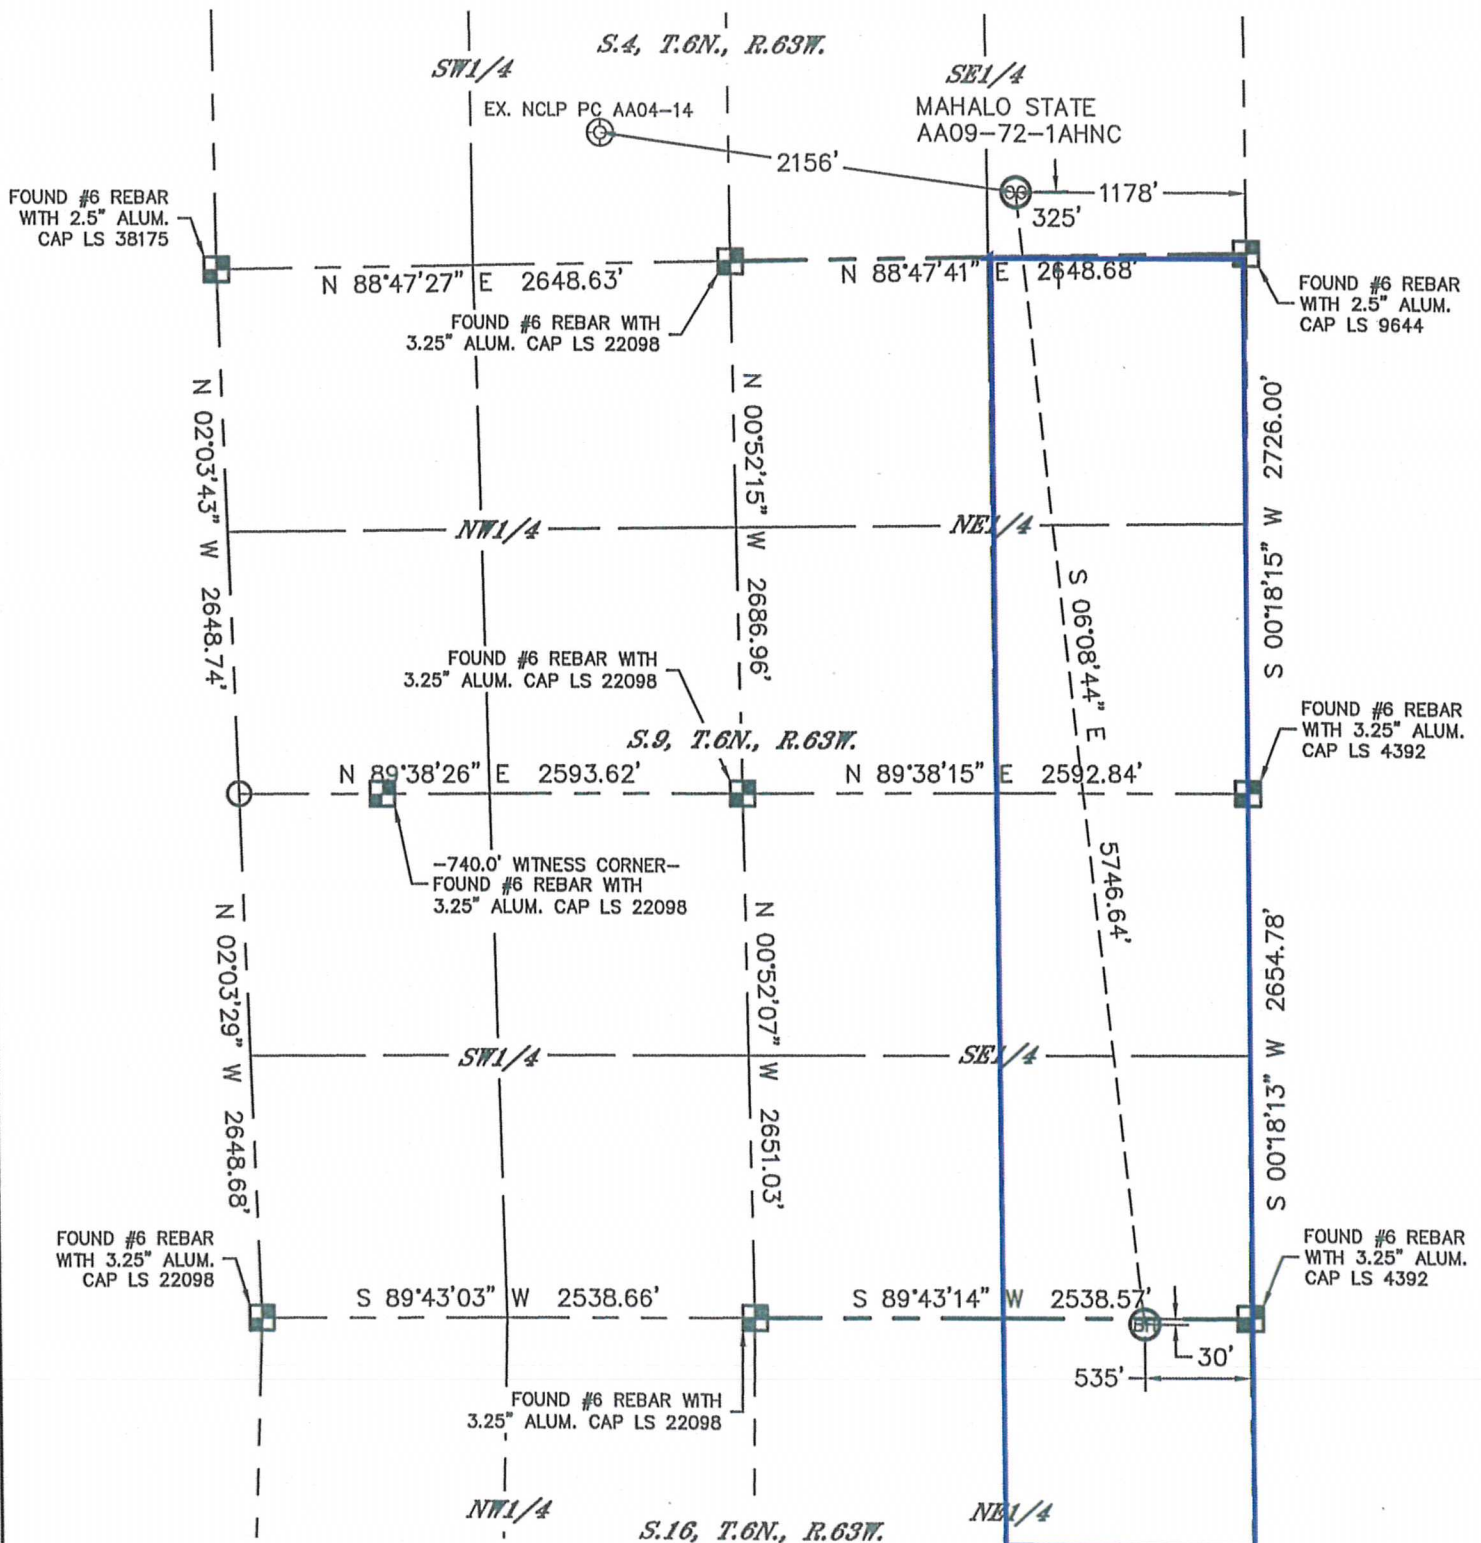 S.4, T.6N., R.63W.
SW1/4
SE1/4
EX. NCLP PC AA04-14
MAHALO STATE
AA09-72-1AHNC
2156'
1178'
325'
FOUND #6 REBAR
WITH 2.5" ALUM.
CAP LS 38175
N 88°47'27" E 2648.63'
N 88°47'41" E 2648.68'
FOUND #6 REBAR
WITH 2.5" ALUM.
CAP LS 9644
FOUND #6 REBAR WITH
3.25" ALUM. CAP LS 22098
N 02°03'43" W 2648.74'
N 00°52'15" W 2686.96'
S 00°18'15" W 2726.00'
NW1/4
NE1/4
S 06°08'44" E 5746.64'
FOUND #6 REBAR WITH
3.25" ALUM. CAP LS 22098
S.9, T.6N., R.63W.
FOUND #6 REBAR
WITH 3.25" ALUM.
CAP LS 4392
N 89°38'26" E 2593.62'
N 89°38'15" E 2592.84'
-740.0' WITNESS CORNER-
FOUND #6 REBAR WITH
3.25" ALUM. CAP LS 22098
N 02°03'29" W 2648.68'
N 00°52'07" W 2651.03'
S 00°18'13" W 2654.78'
SW1/4
SE1/4
FOUND #6 REBAR
WITH 3.25" ALUM.
CAP LS 22098
S 89°43'03" W 2538.66'
S 89°43'14" W 2538.57'
FOUND #6 REBAR
WITH 3.25" ALUM.
CAP LS 4392
BH
30'
535'
FOUND #6 REBAR WITH
3.25" ALUM. CAP LS 22098
NW1/4
NE1/4
S.16, T.6N., R.63W.